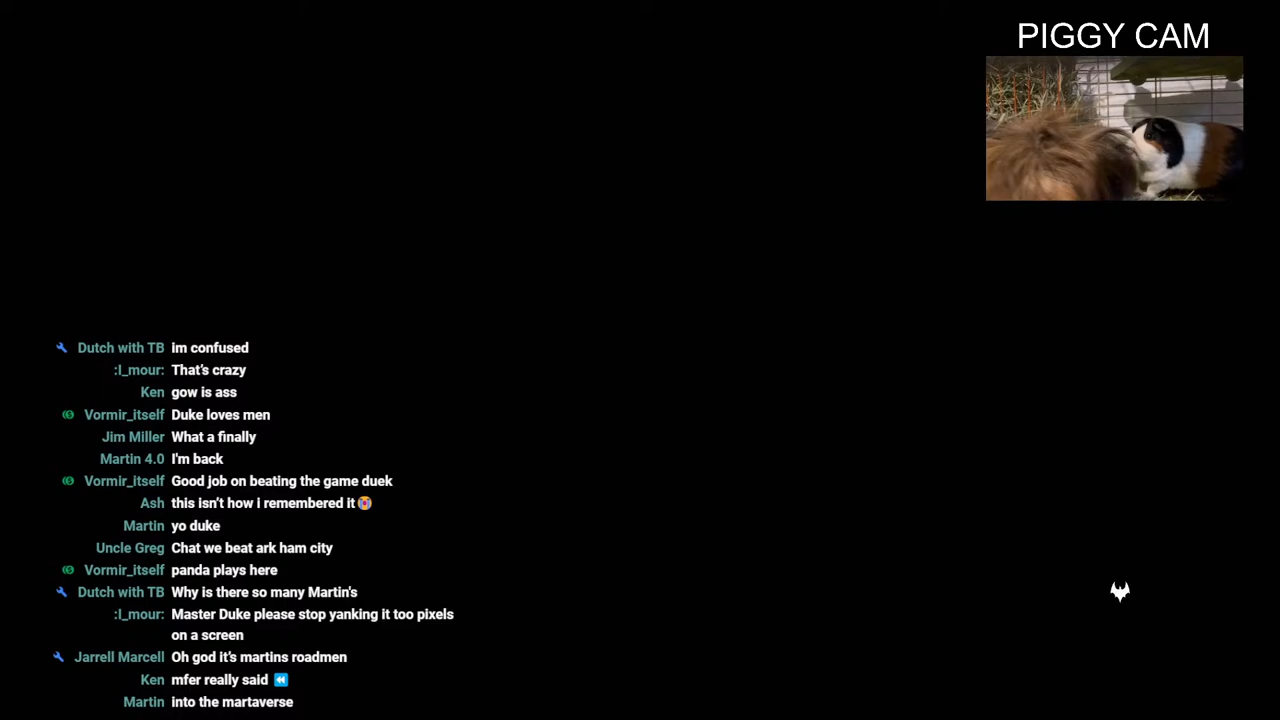 PIGGY CAM
Dutch with TB im confused
:I_mour: That's crazy
Ken gow is ass
Vormir_itself Duke loves men
Jim Miller What a finally
Martin 4.0 I'm back
Vormir_itself Good job on beating the game duek
Ash this isn't how i remembered it😭
Martin yo duke
Uncle Greg Chat we beat ark ham city
Vormir_itself panda plays here
Dutch with TB Why is there so many Martin's
:I_mour: Master Duke please stop yanking it too pixels
on a screen
Jarrell Marcell Oh god it's martins roadmen
Ken mfer really said ⏪
Martin into the martaverse